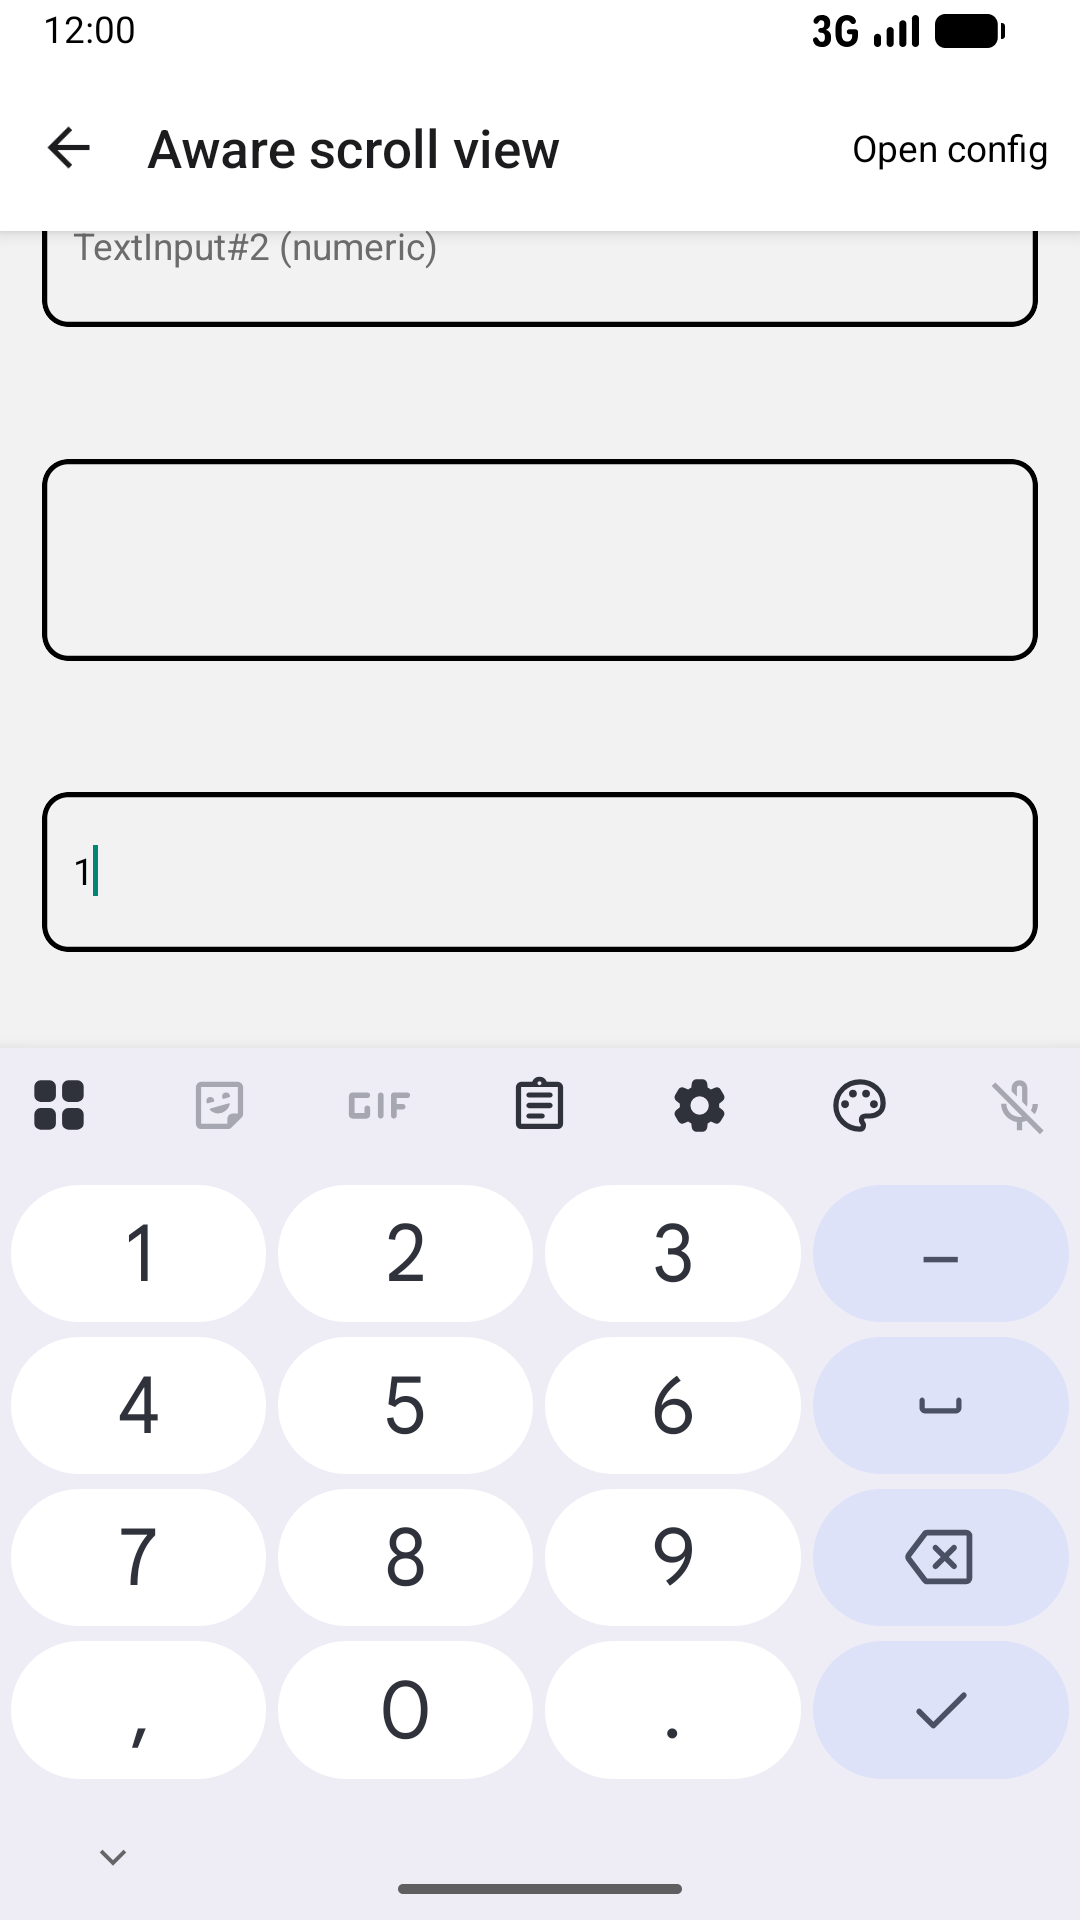 12:00
3G
Aware scroll view
Open config
TextInput#2 (numeric)
1
GIF
1 2 3 –
4 5 6
7 8 9
, 0 .